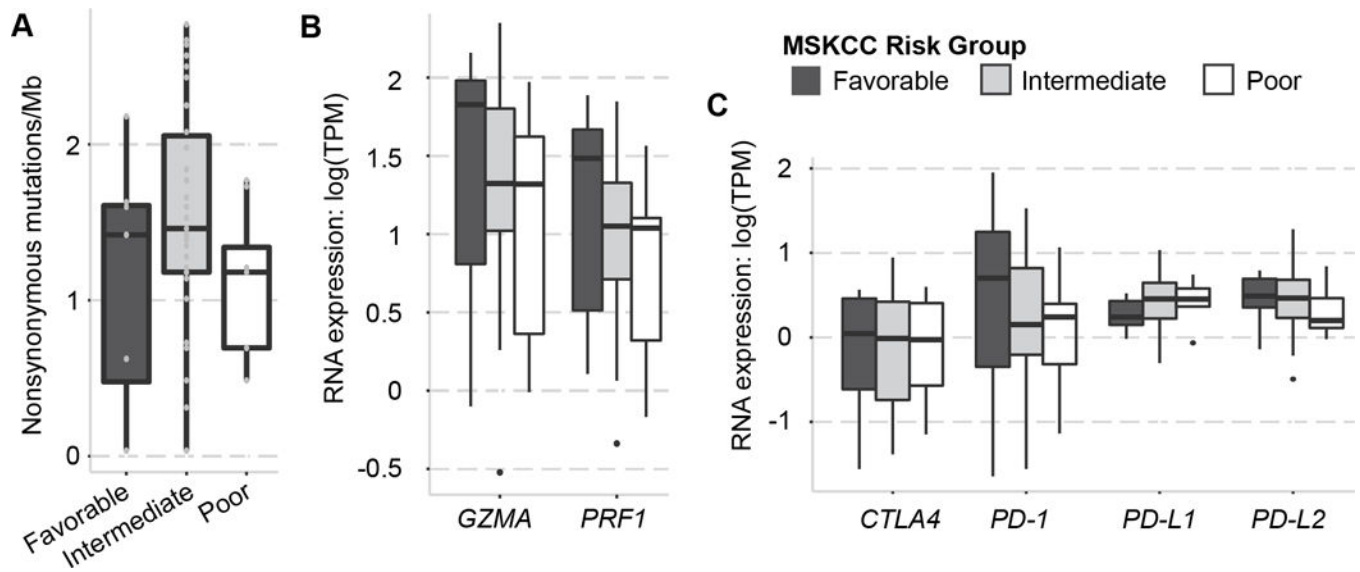 A
Nonsynonymous mutations/Mb
2
1
0
Favorable
Intermediate
Poor
B
RNA expression: log(TPM)
2
1.5
1
0.5
0
-0.5
GZMA
PRF1
MSKCC Risk Group
Favorable
Intermediate
Poor
C
RNA expression: log(TPM)
2
1
0
-1
CTLA4
PD-1
PD-L1
PD-L2